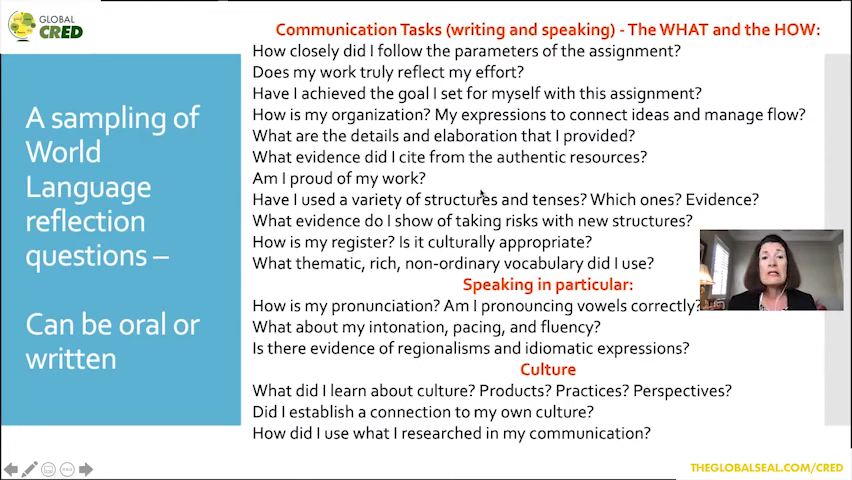 GLOBAL
CRED
A sampling of
World
Language
reflection
questions –
Can be oral or
written
Communication Tasks (writing and speaking) - The WHAT and the HOW:
How closely did I follow the parameters of the assignment?
Does my work truly reflect my effort?
Have I achieved the goal I set for myself with this assignment?
How is my organization? My expressions to connect ideas and manage flow?
What are the details and elaboration that I provided?
What evidence did I cite from the authentic resources?
Am I proud of my work?
Have I used a variety of structures and tenses? Which ones? Evidence?
What evidence do I show of taking risks with new structures?
How is my register? Is it culturally appropriate?
What thematic, rich, non-ordinary vocabulary did I use?
Speaking in particular:
How is my pronunciation? Am I pronouncing vowels correctly?
What about my intonation, pacing, and fluency?
Is there evidence of regionalisms and idiomatic expressions?
Culture
What did I learn about culture? Products? Practices? Perspectives?
Did I establish a connection to my own culture?
How did I use what I researched in my communication?
THEGLOBALSEAL.COM/CRED